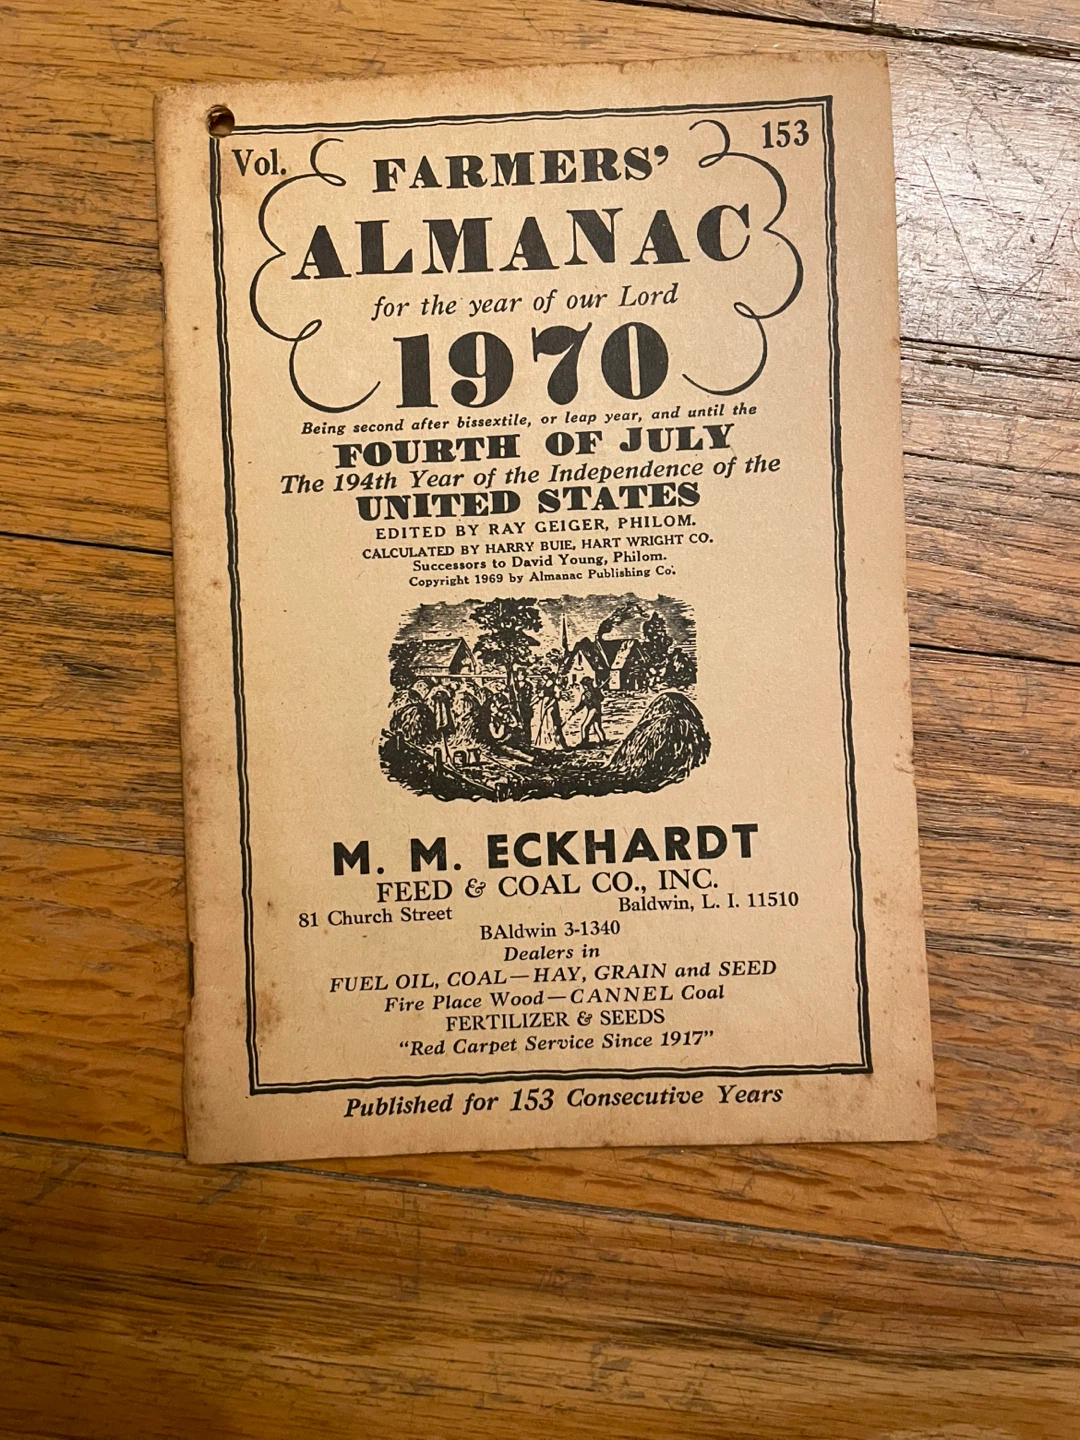 Vol. 153
FARMERS'
ALMANAC
for the year of our Lord
1970
Being second after bissextile, or leap year, and until the
FOURTH OF JULY
The 194th Year of the Independence of the
UNITED STATES
EDITED BY RAY GEIGER, PHILOM.
CALCULATED BY HARRY BUIE, HART WRIGHT CO.
Successors to David Young, Philom.
Copyright 1969 by Almanac Publishing Co.
M. M. ECKHARDT
FEED & COAL CO., INC.
81 Church Street Baldwin, L. I. 11510
BAldwin 3-1340
Dealers in
FUEL OIL, COAL—HAY, GRAIN and SEED
Fire Place Wood—CANNEL Coal
FERTILIZER & SEEDS
"Red Carpet Service Since 1917"
Published for 153 Consecutive Years